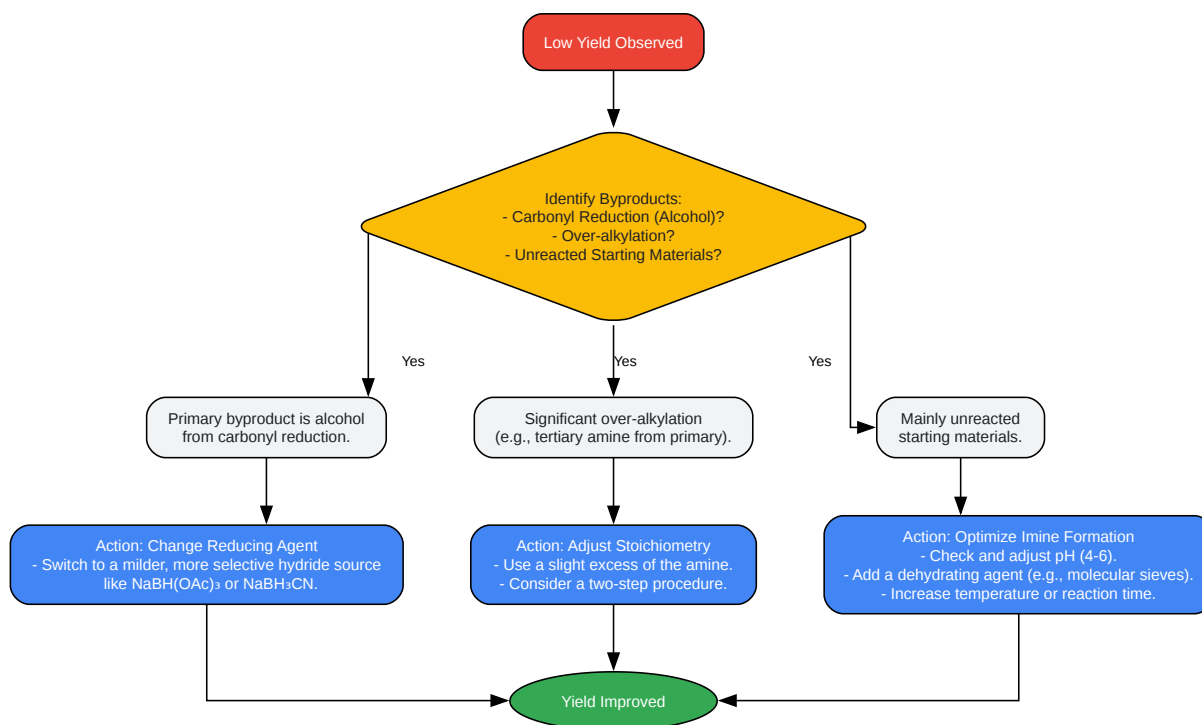 Low Yield Observed
Identify Byproducts:
- Carbonyl Reduction (Alcohol)?
- Over-alkylation?
- Unreacted Starting Materials?
Yes
Yes
Yes
Primary byproduct is alcohol
from carbonyl reduction.
Significant over-alkylation
(e.g., tertiary amine from primary).
Mainly unreacted
starting materials.
Action: Change Reducing Agent
- Switch to a milder, more selective hydride source
like NaBH(OAc)₃ or NaBH₃CN.
Action: Adjust Stoichiometry
- Use a slight excess of the amine.
- Consider a two-step procedure.
Action: Optimize Imine Formation
- Check and adjust pH (4-6).
- Add a dehydrating agent (e.g., molecular sieves).
- Increase temperature or reaction time.
Yield Improved